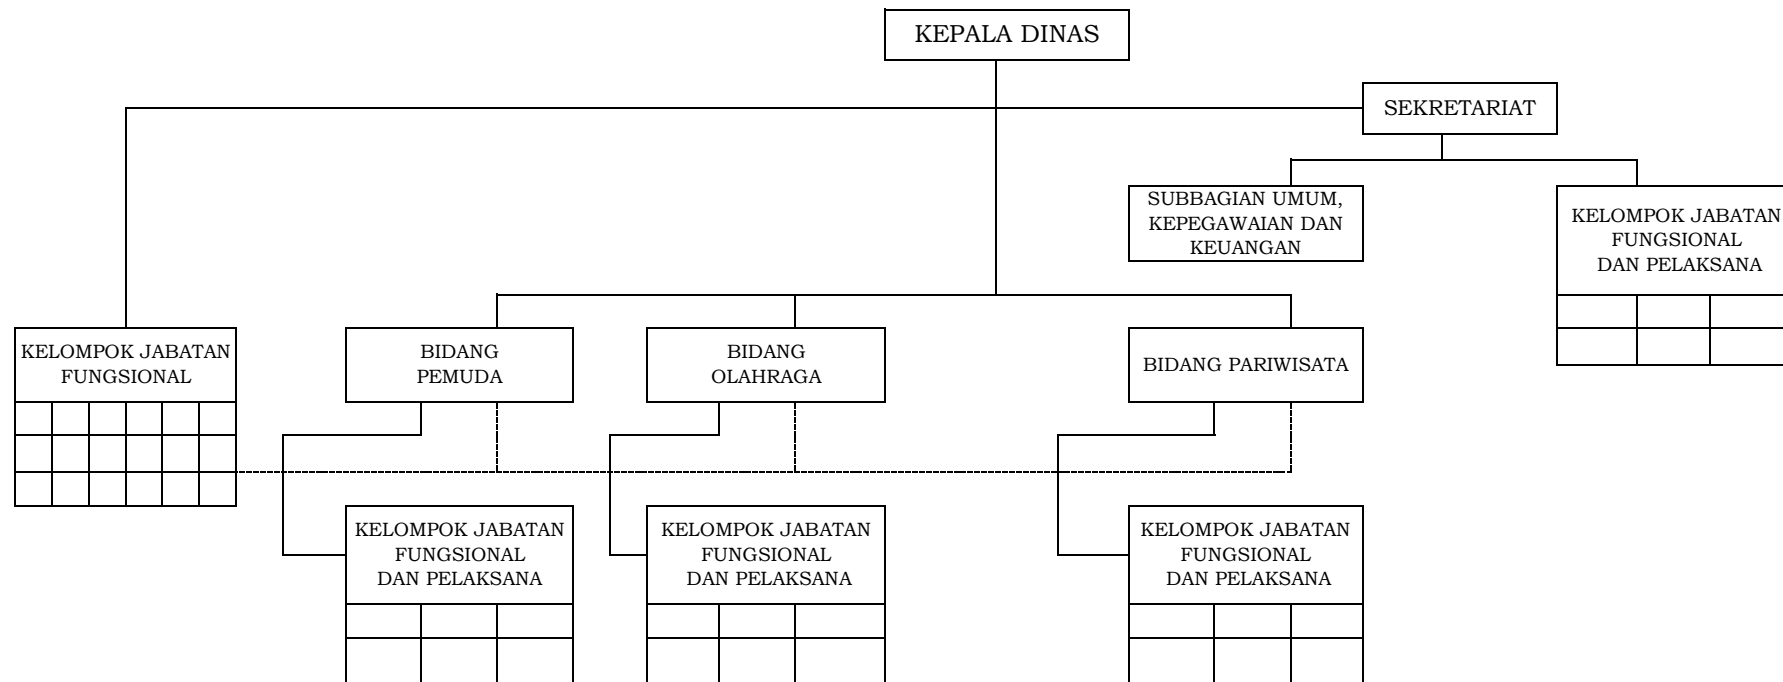 KEPALA DINAS
SEKRETARIAT
SUBBAGIAN UMUM,
KEPEGAWAIAN DAN
KEUANGAN
KELOMPOK JABATAN
FUNGSIONAL
DAN PELAKSANA
KELOMPOK JABATAN
FUNGSIONAL
BIDANG
PEMUDA
BIDANG
OLAHRAGA
BIDANG PARIWISATA
KELOMPOK JABATAN
FUNGSIONAL
DAN PELAKSANA
KELOMPOK JABATAN
FUNGSIONAL
DAN PELAKSANA
KELOMPOK JABATAN
FUNGSIONAL
DAN PELAKSANA